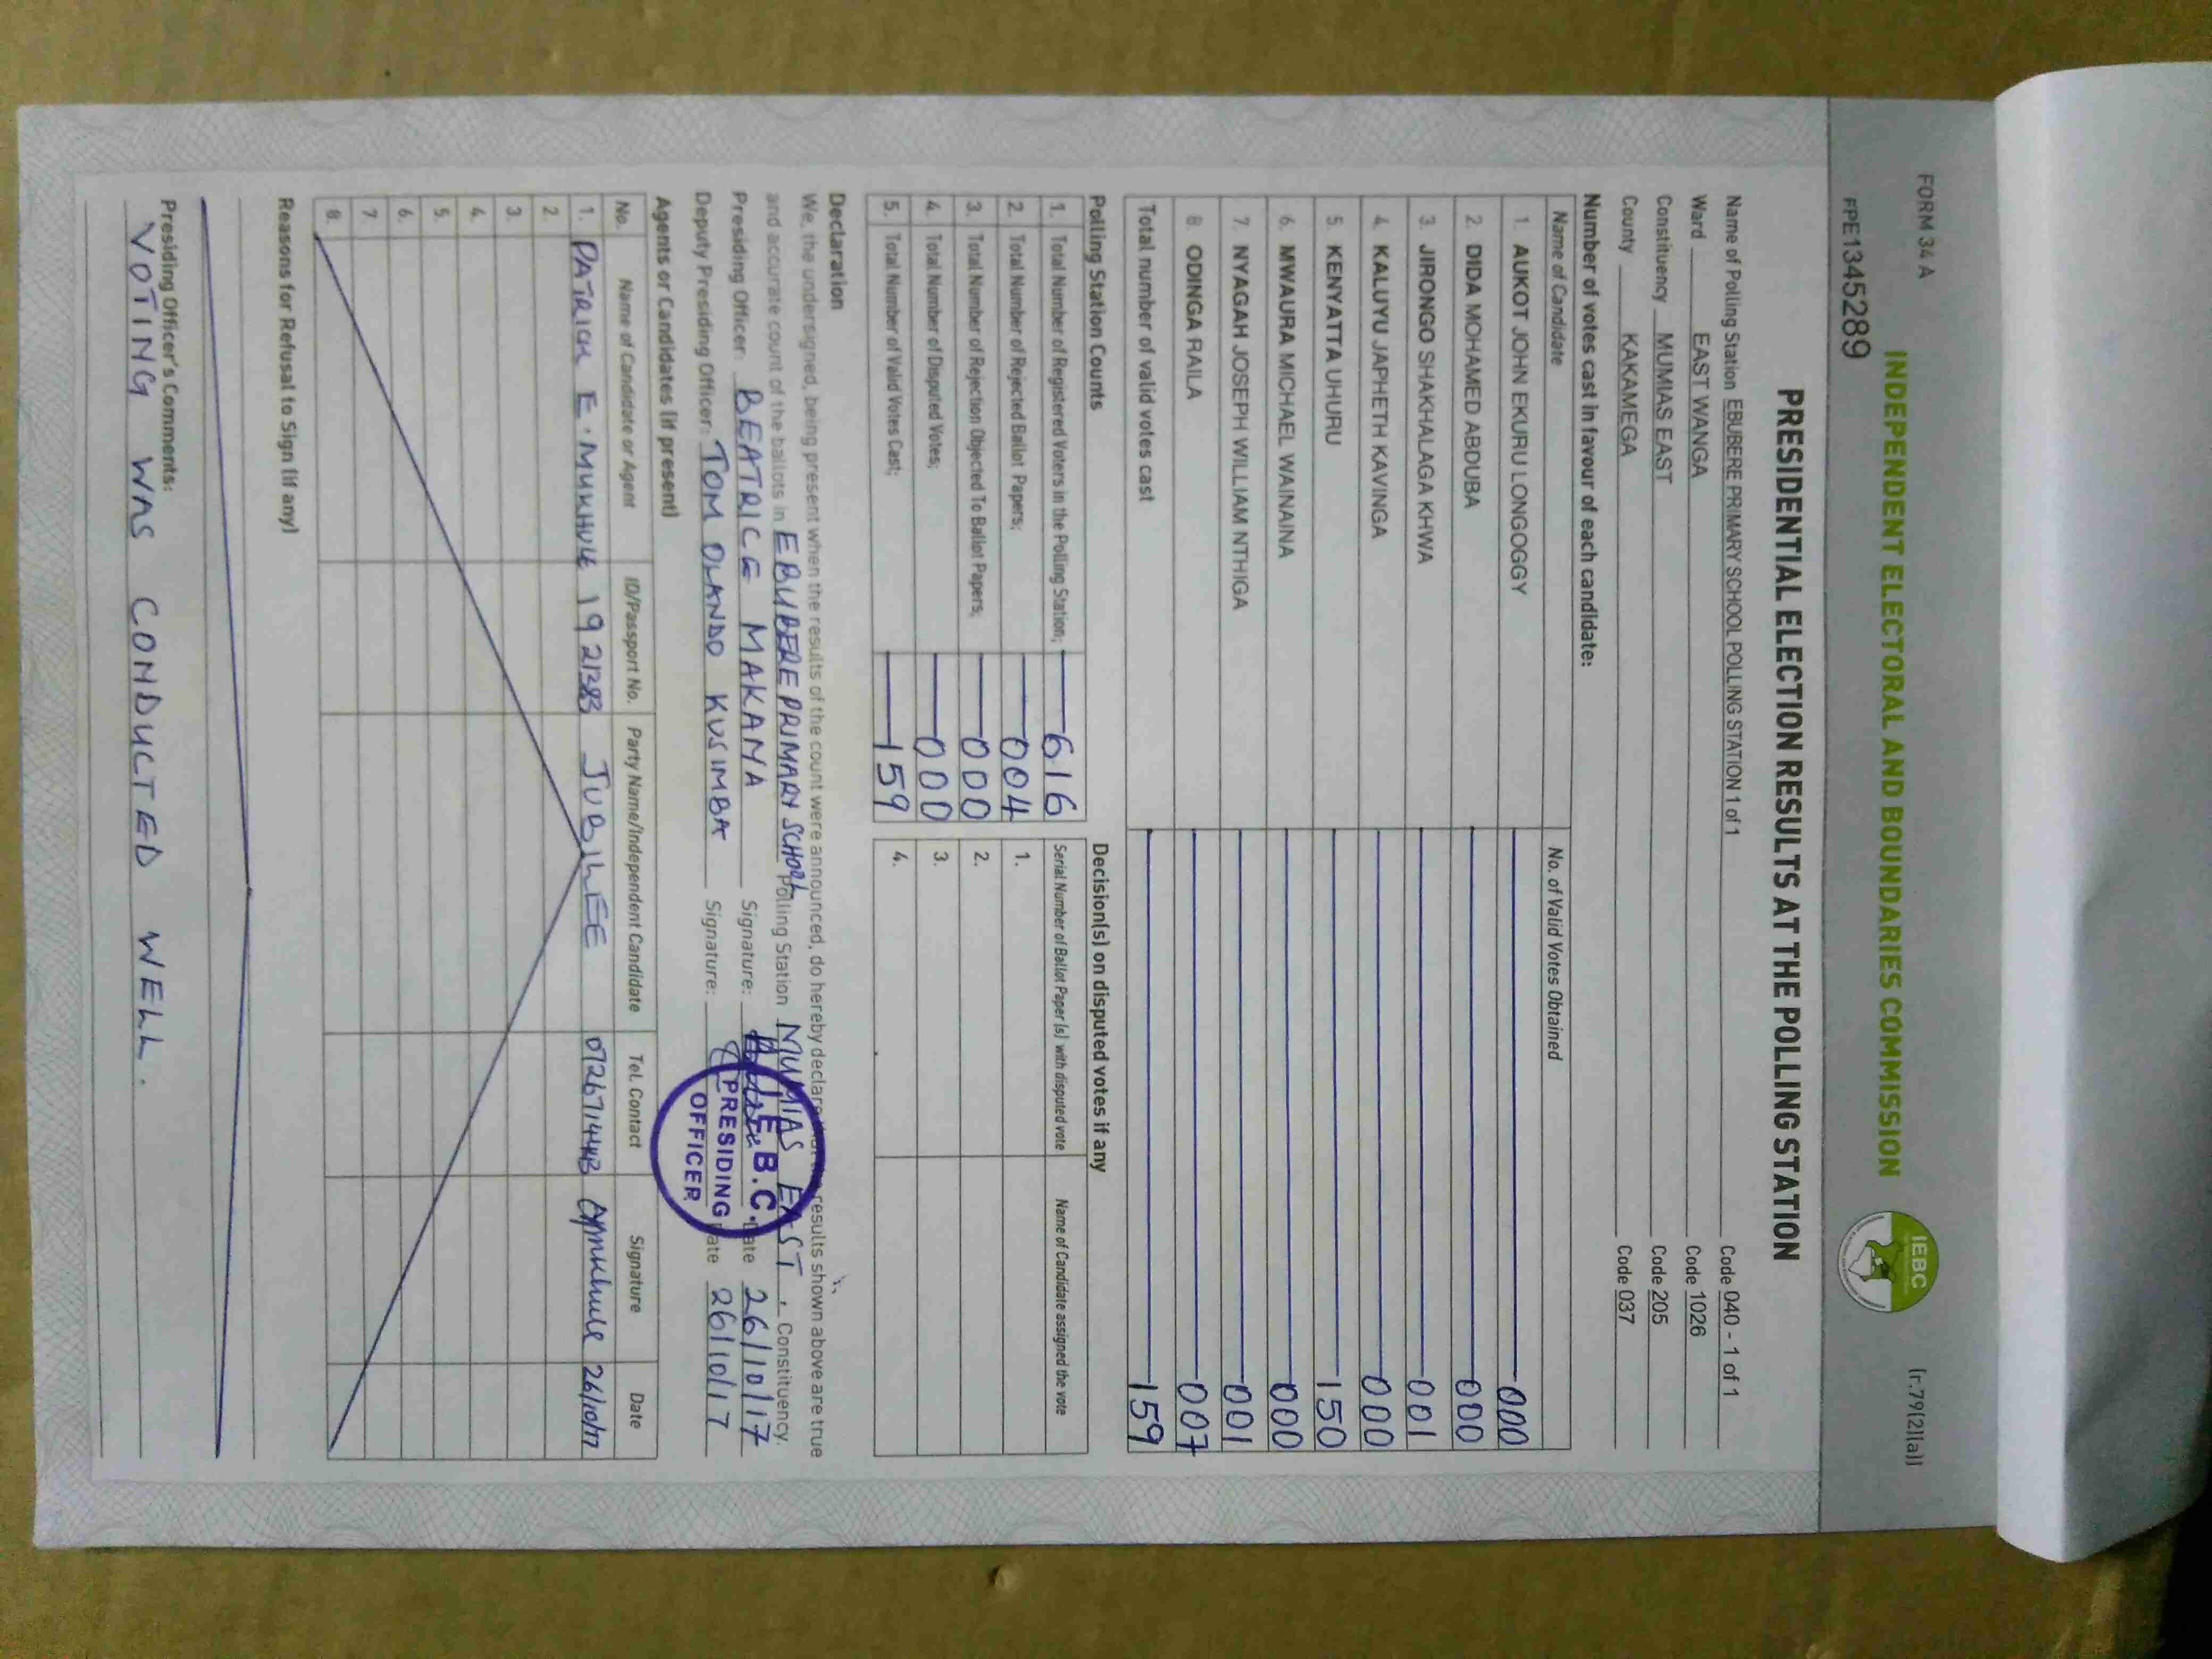 FORM 34 A
(r.79(2)(a))
INDEPENDENT ELECTORAL AND BOUNDARIES COMMISSION
IEBC
FPE1345289
PRESIDENTIAL ELECTION RESULTS AT THE POLLING STATION
Name of Polling Station EBUBERE PRIMARY SCHOOL POLLING STATION 1 of 1 Code 040 - 1 of 1
Ward EAST WANGA Code 1026
Constituency MUMIAS EAST Code 205
County KAKAMEGA Code 037
Number of votes cast in favour of each candidate:
Name of Candidate No. of Valid Votes Obtained
1. AUKOT JOHN EKURU LONGOGGY 000
2. DIDA MOHAMED ABDUBA 000
3. JIRONGO SHAKHALAGA KHWA 001
4. KALUYU JAPHETH KAVINGA 000
5. KENYATTA UHURU 150
6. MWAURA MICHAEL WAINAINA 000
7. NYAGAH JOSEPH WILLIAM NTHIGA 001
8. ODINGA RAILA 007
Total number of valid votes cast 159
Polling Station Counts
1. Total Number of Registered Voters in the Polling Station; 616
2. Total Number of Rejected Ballot Papers; 004
3. Total Number of Rejection Objected To Ballot Papers; 000
4. Total Number of Disputed Votes; 000
5. Total Number of Valid Votes Cast; 159
Decision(s) on disputed votes if any
Serial Number of Ballot Paper (s) with disputed vote Name of Candidate assigned the vote
1.
2.
3.
4.
Declaration
We, the undersigned, being present when the results of the count were announced, do hereby declare that the results shown above are true
and accurate count of the ballots in EBUBERE PRIMARY SCHOOL Polling Station MUMIAS EAST, Constituency.
Presiding Officer: BEATRICE MAKAMA Signature: Date 26/10/17
Deputy Presiding Officer: TOM OLANDO KUSIMBA Signature: Date 26/10/17
I.E.B.C.
PRESIDING
OFFICER
Agents or Candidates (if present)
No. Name of Candidate or Agent ID/Passport No. Party Name/Independent Candidate Tel. Contact Signature Date
1. PATRICK E. MUKHULE JUBILEE 26/10/17
2.
3.
4.
5.
6.
7.
8.
Reasons for Refusal to Sign (if any)
Presiding Officer's Comments:
VOTING WAS CONDUCTED WELL.